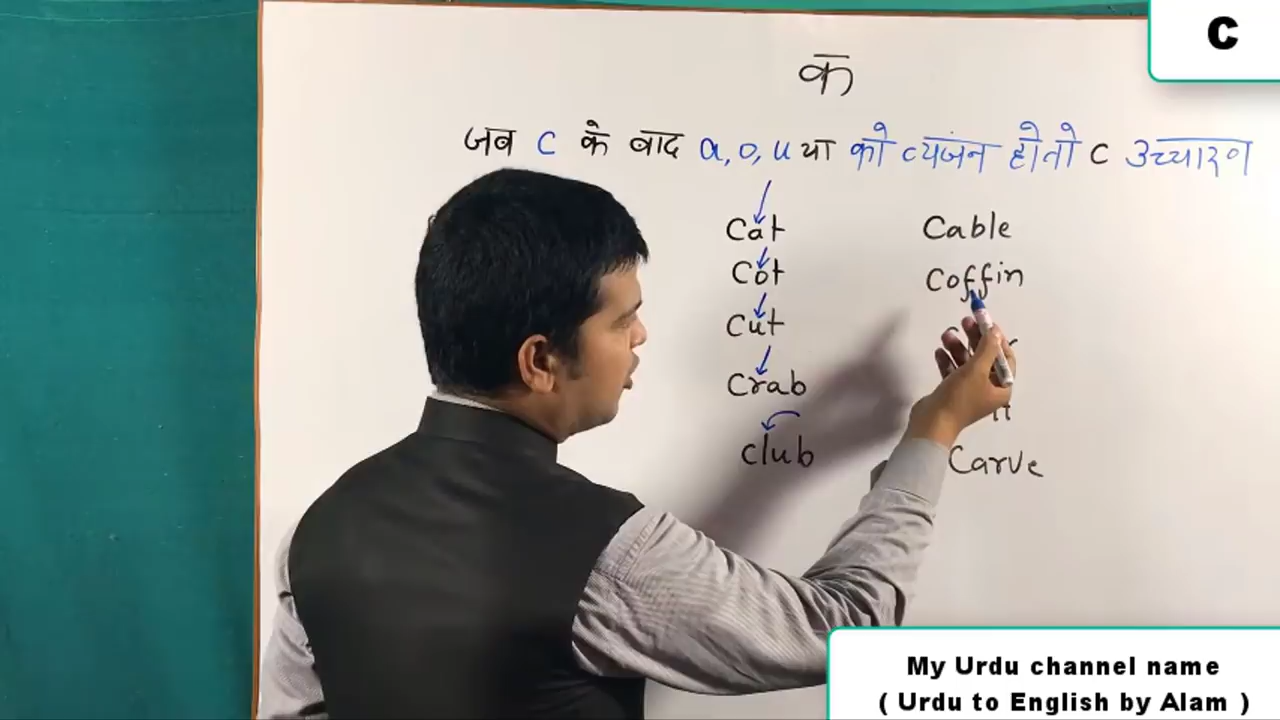 C
क
जब C के बाद a, o, u या को व्यंजन हो तो C उच्चारण
Cat
Cot
Cut
Crab
club
Cable
Coffin
Carve
My Urdu channel name
( Urdu to English by Alam )